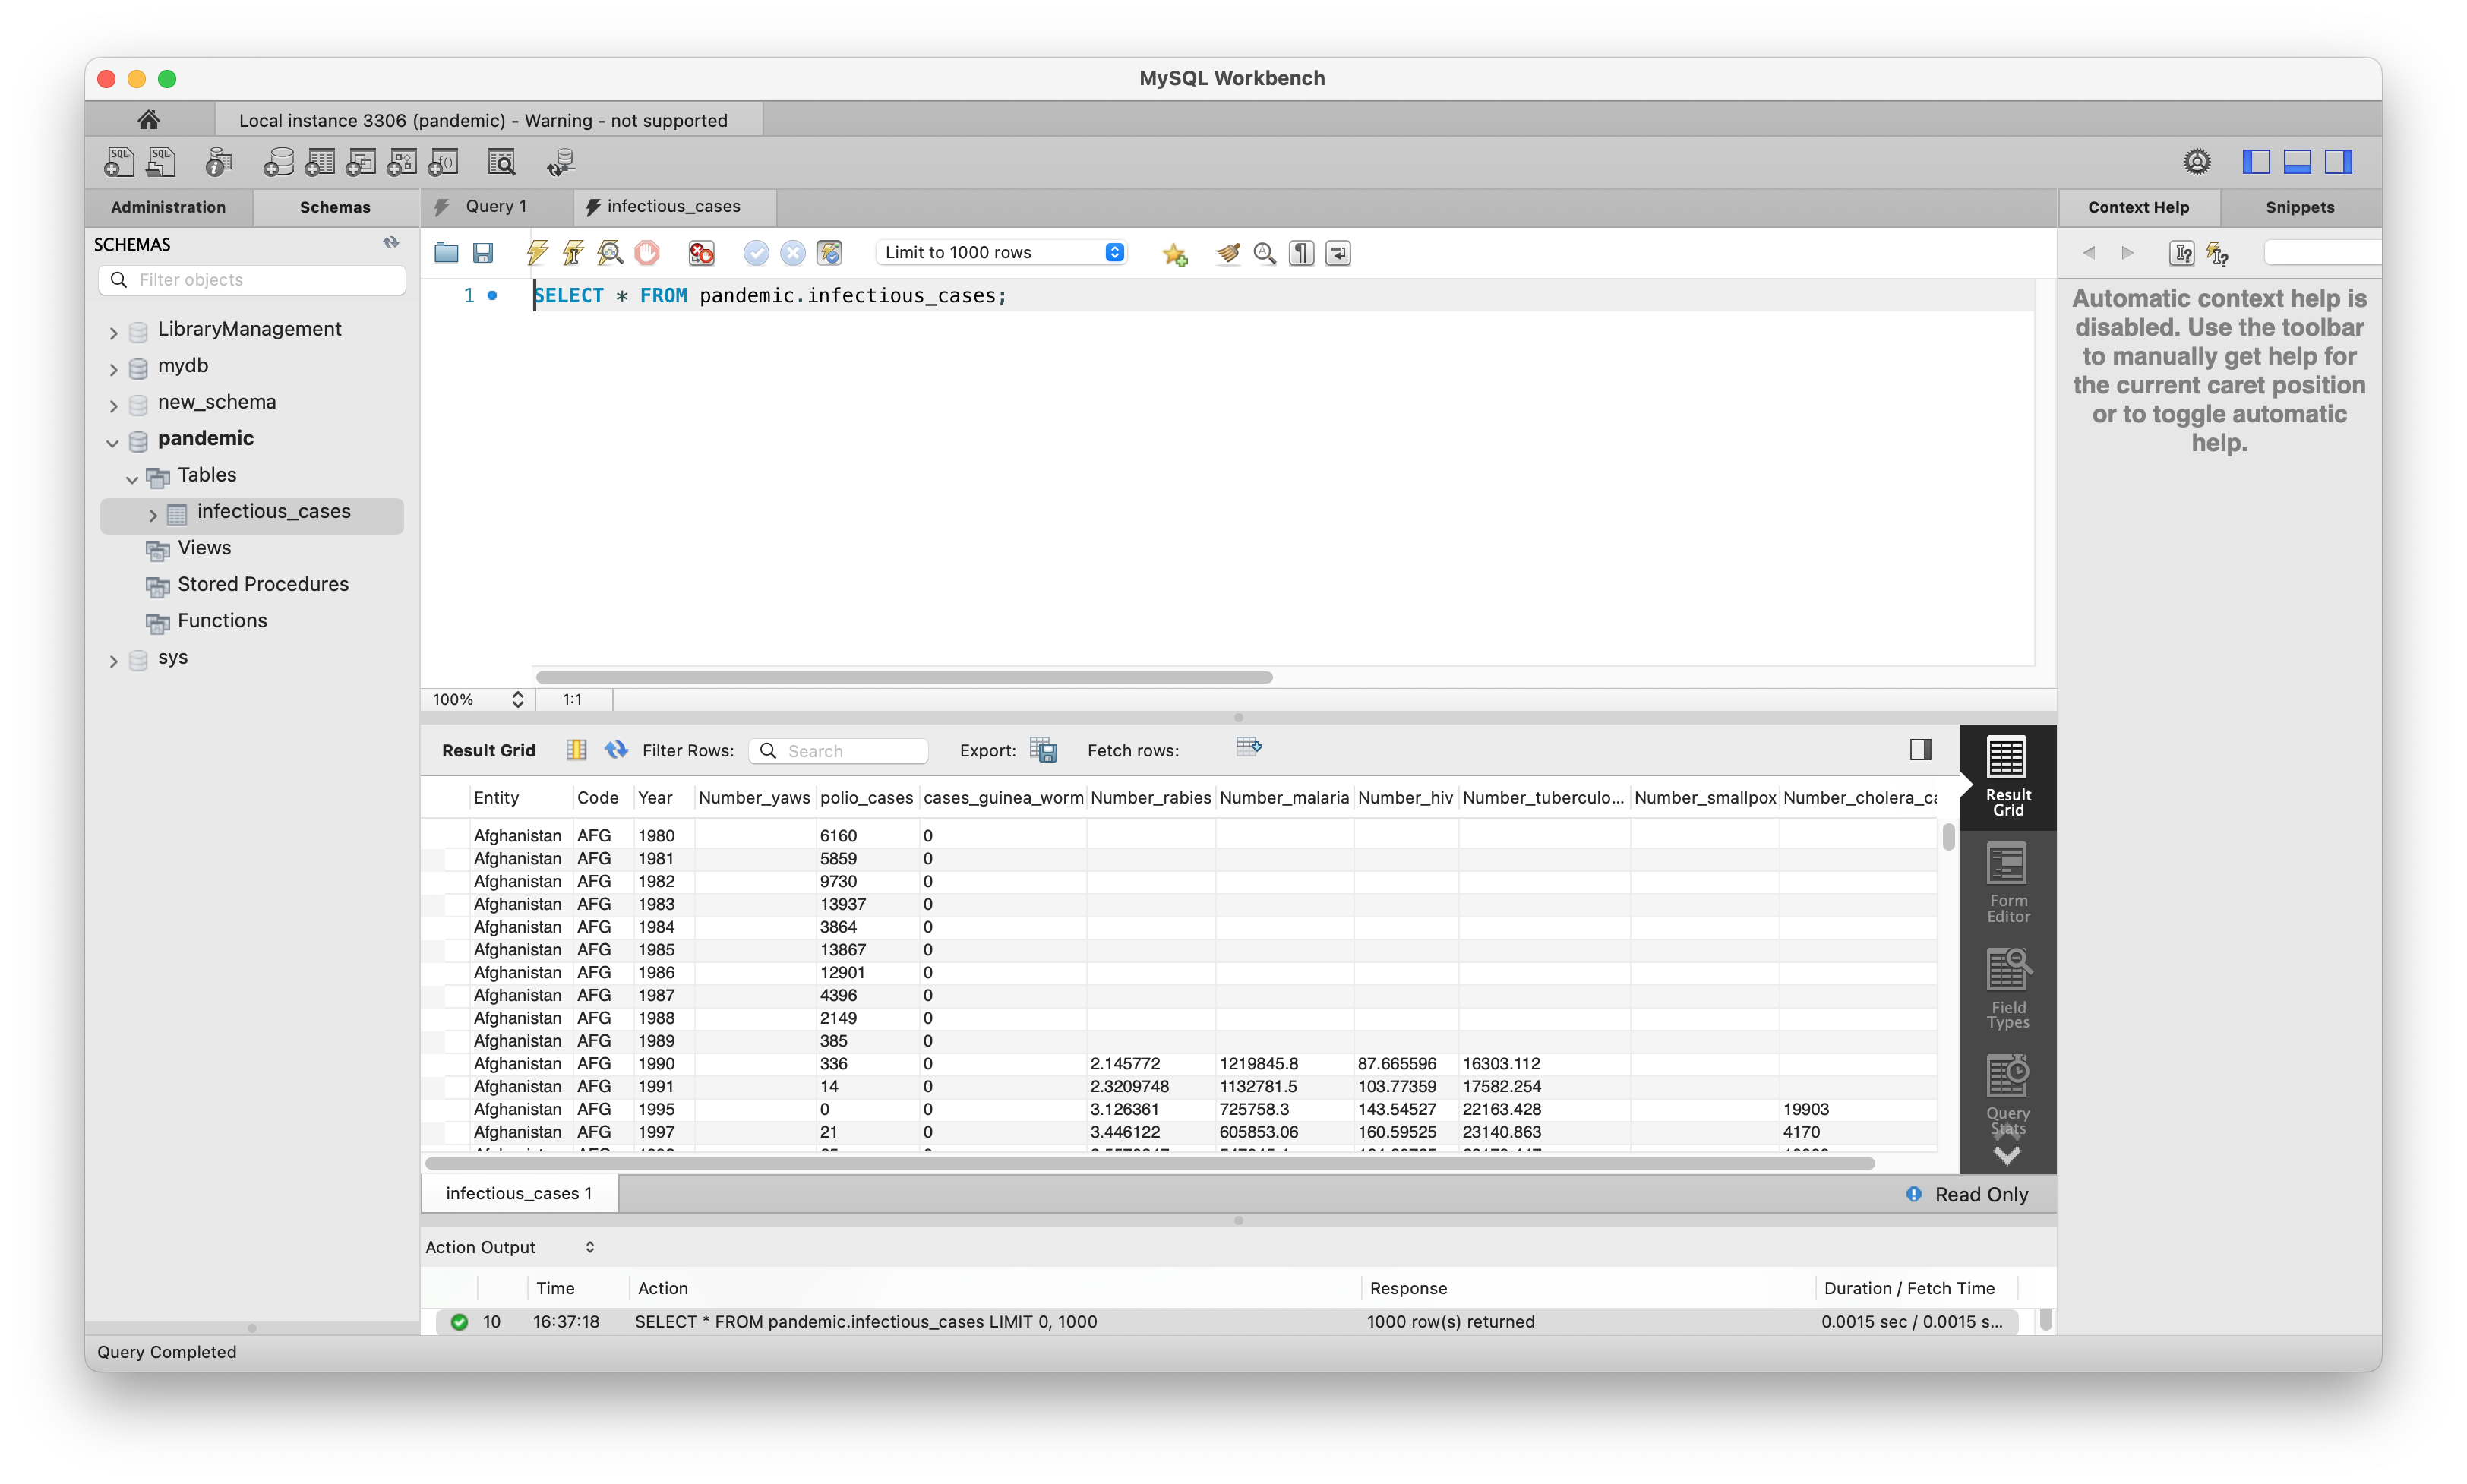 MySQL Workbench
Local instance 3306 (pandemic) - Warning - not supported
Administration
Schemas
Query 1
infectious_cases
Context Help
Snippets
SCHEMAS
Filter objects
Limit to 1000 rows
LibraryManagement
mydb
new_schema
pandemic
Tables
infectious_cases
Views
Stored Procedures
Functions
sys
1 SELECT * FROM pandemic.infectious_cases;
Automatic context help is
disabled. Use the toolbar
to manually get help for
the current caret position
or to toggle automatic
help.
100% 1:1
Result Grid Filter Rows: Search Export: Fetch rows:
Entity Code Year Number_yaws polio_cases cases_guinea_worm Number_rabies Number_malaria Number_hiv Number_tuberculo... Number_smallpox Number_cholera_ca
Afghanistan AFG 1980 6160 0
Afghanistan AFG 1981 5859 0
Afghanistan AFG 1982 9730 0
Afghanistan AFG 1983 13937 0
Afghanistan AFG 1984 3864 0
Afghanistan AFG 1985 13867 0
Afghanistan AFG 1986 12901 0
Afghanistan AFG 1987 4396 0
Afghanistan AFG 1988 2149 0
Afghanistan AFG 1989 385 0
Afghanistan AFG 1990 336 0 2.145772 1219845.8 87.665596 16303.112
Afghanistan AFG 1991 14 0 2.3209748 1132781.5 103.77359 17582.254
Afghanistan AFG 1995 0 0 3.126361 725758.3 143.54527 22163.428 19903
Afghanistan AFG 1997 21 0 3.446122 605853.06 160.59525 23140.863 4170
Result
Grid
Form
Editor
Field
Types
Query
Stats
infectious_cases 1
Read Only
Action Output
Time Action Response Duration / Fetch Time
10 16:37:18 SELECT * FROM pandemic.infectious_cases LIMIT 0, 1000 1000 row(s) returned 0.0015 sec / 0.0015 s...
Query Completed